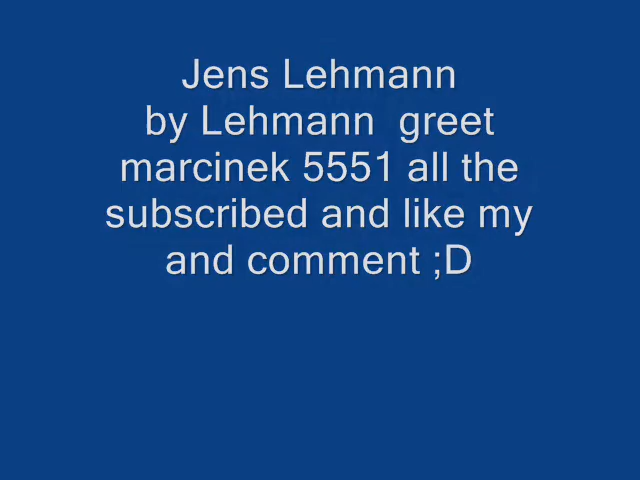 Jens Lehmann
by Lehmann  greet
marcinek 5551 all the
subscribed and like my
and comment ;D